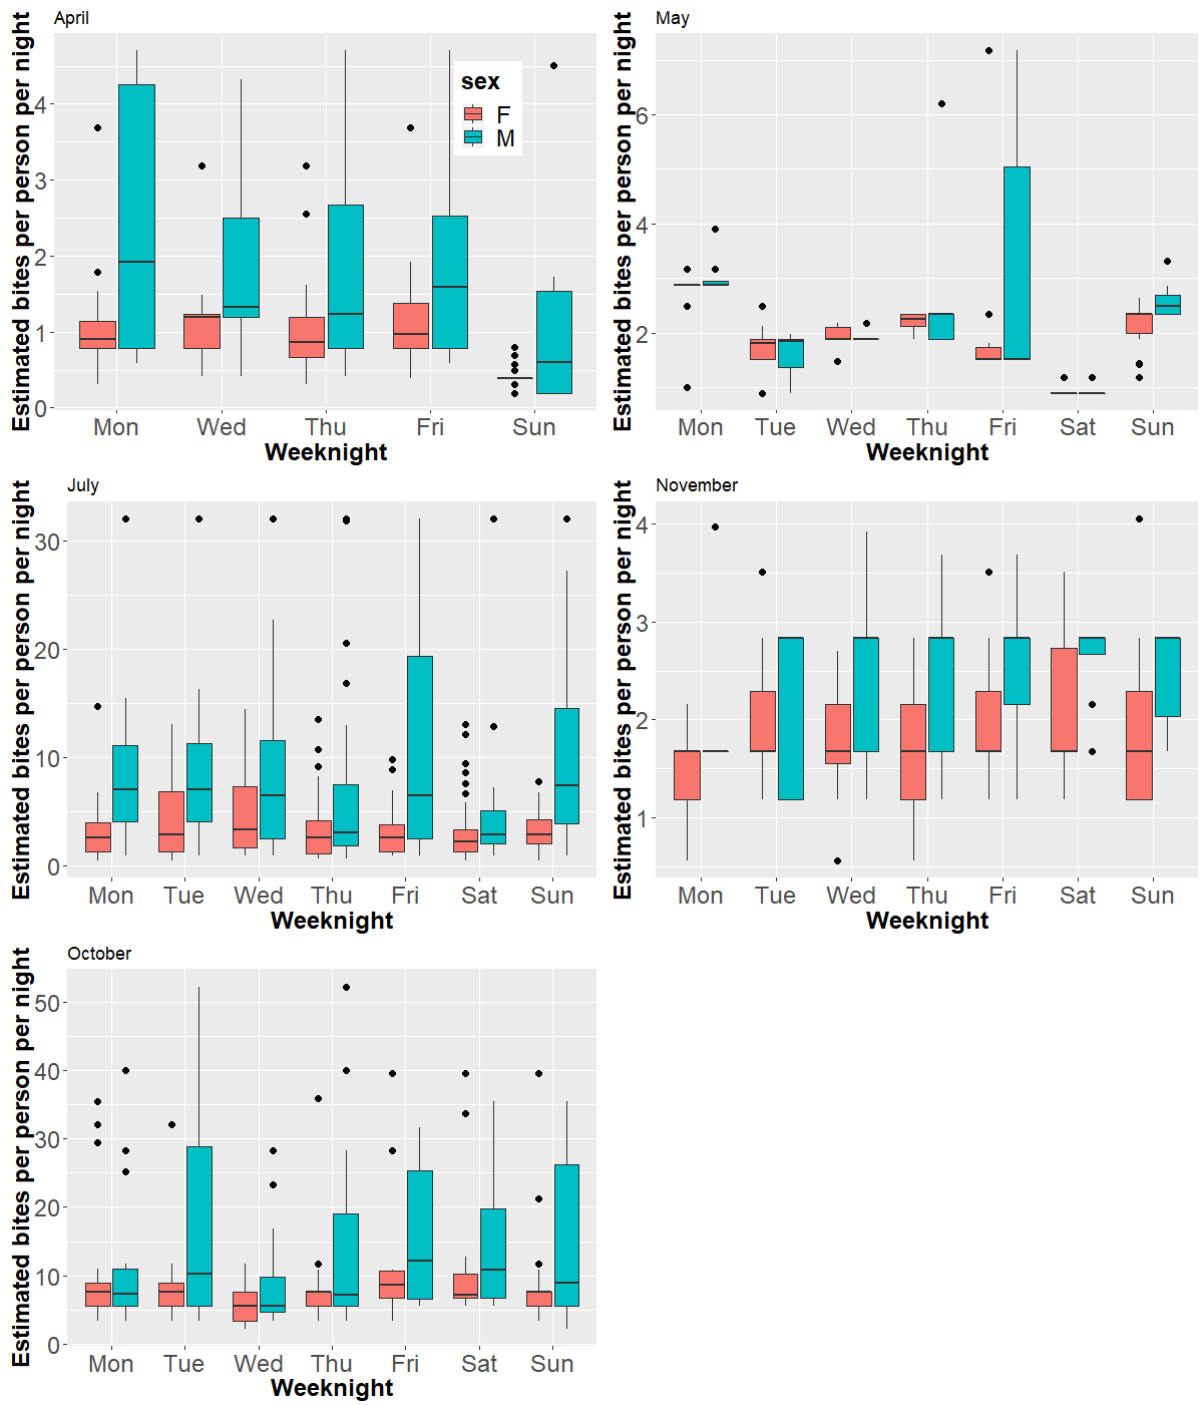 April
Estimated bites per person per night
4
3
2
1
0
sex
F
M
Mon Wed Thu Fri Sun
Weeknight
May
Estimated bites per person per night
6
4
2
Mon Tue Wed Thu Fri Sat Sun
Weeknight
July
Estimated bites per person per night
30
20
10
0
Mon Tue Wed Thu Fri Sat Sun
Weeknight
November
Estimated bites per person per night
4
3
2
1
Mon Tue Wed Thu Fri Sat Sun
Weeknight
October
Estimated bites per person per night
50
40
30
20
10
0
Mon Tue Wed Thu Fri Sat Sun
Weeknight